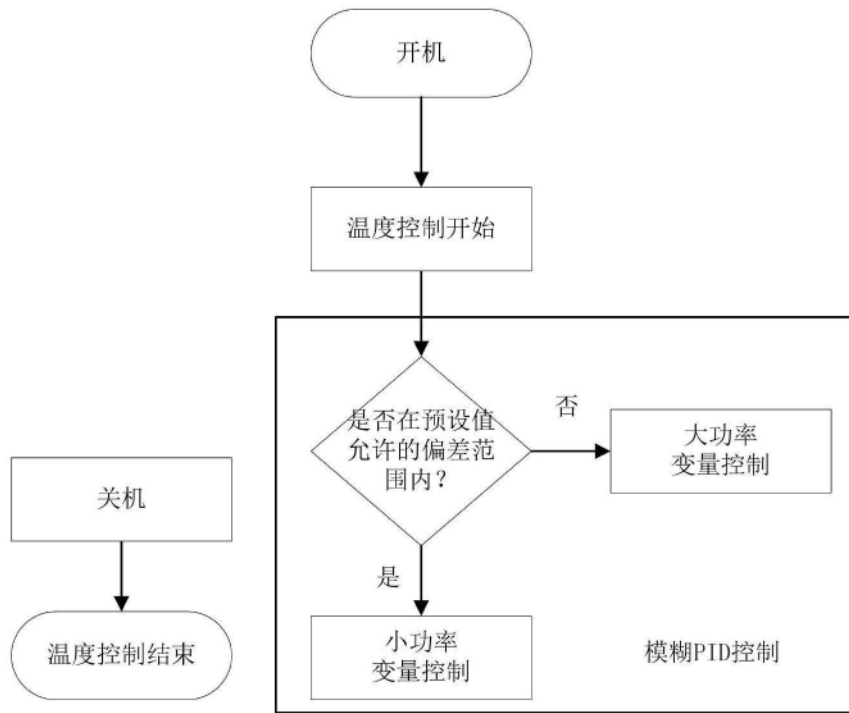 开机
温度控制开始
是否在预设值
允许的偏差范
围内？
否
大功率
变量控制
关机
是
小功率
变量控制
温度控制结束
模糊PID控制